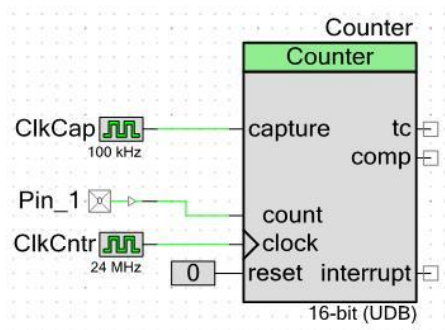 Counter
Counter
ClkCap
100 kHz
capture
tc
comp
Pin_1
count
ClkCntr
24 MHz
clock
0
reset
interrupt
16-bit (UDB)